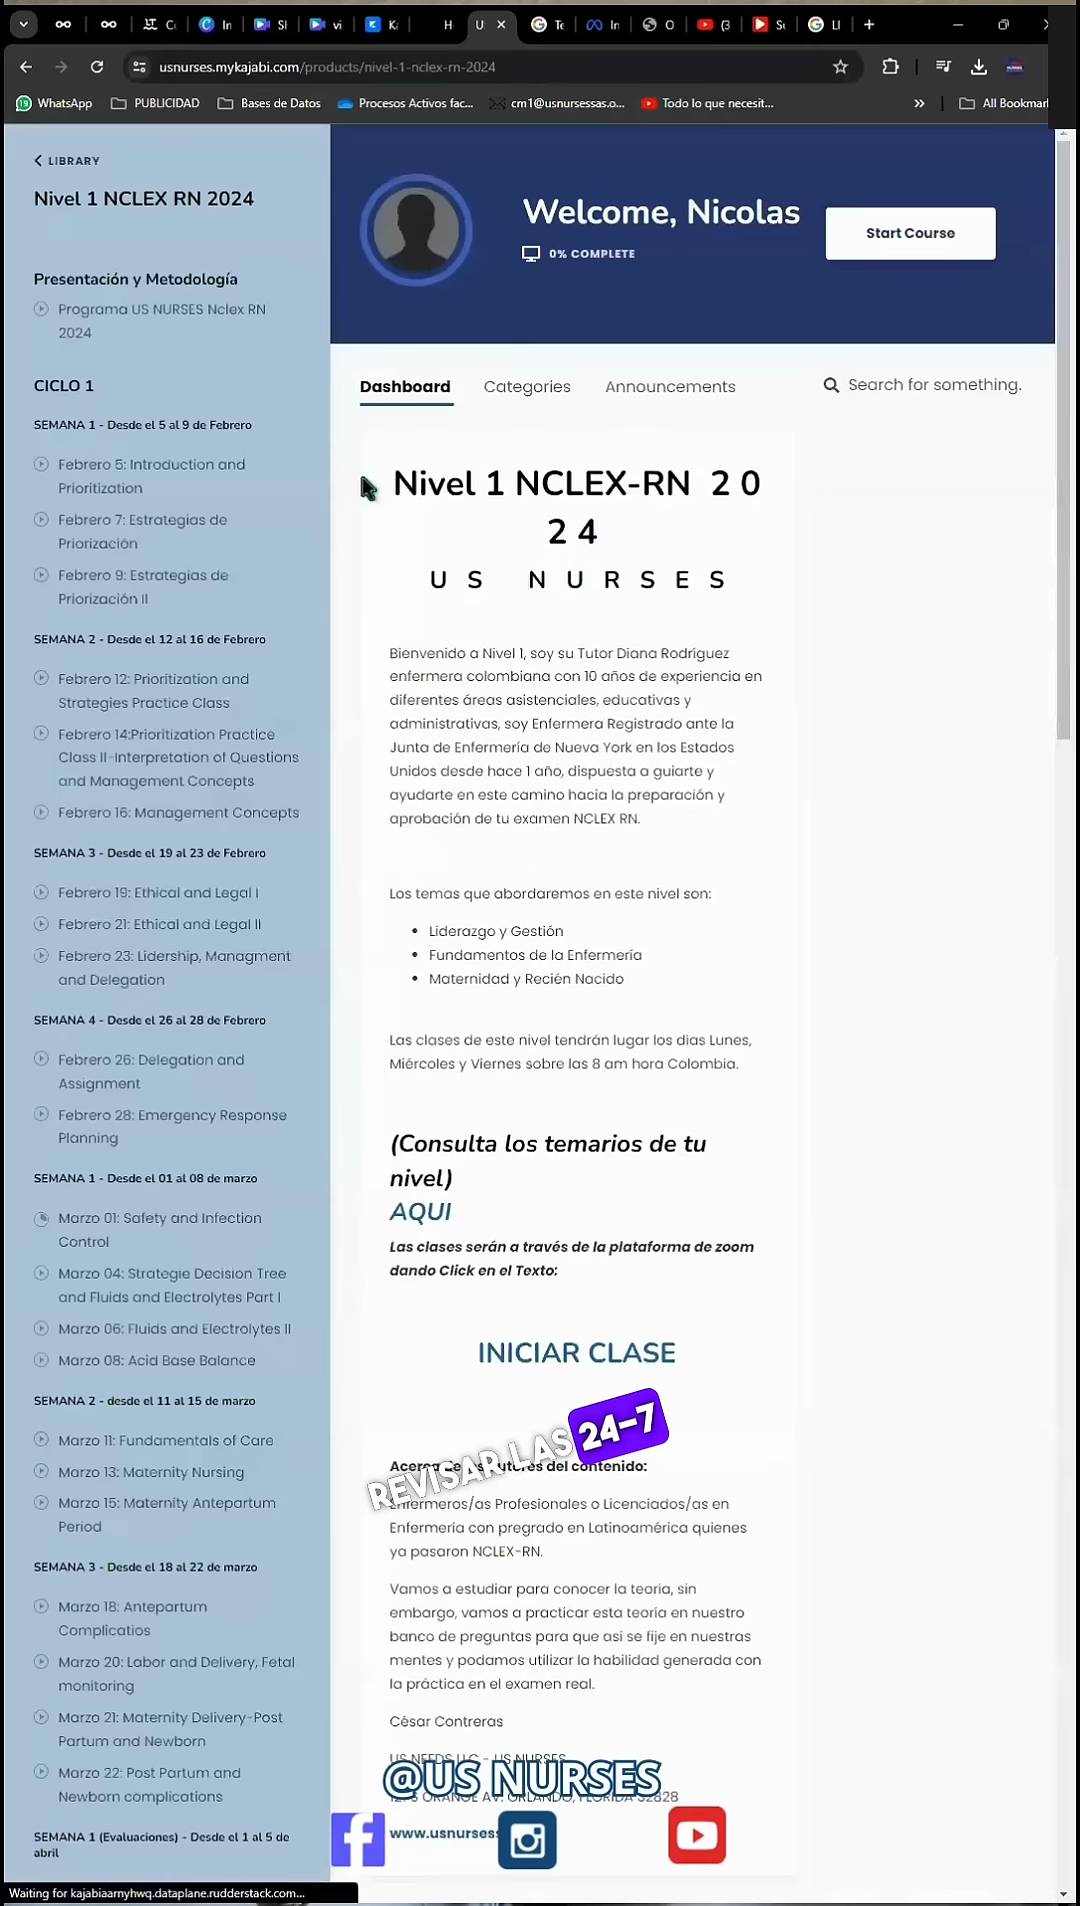 usnurses.mykajabi.com/products/nivel-1-nclex-rn-2024
WhatsApp
PUBLICIDAD
Bases de Datos
Procesos Activos fac...
cm1@usnursessas.o...
Todo lo que necesit...
»
All Bookmar
LIBRARY
Nivel 1 NCLEX RN 2024
Presentación y Metodología
Programa US NURSES Nclex RN
2024
CICLO 1
SEMANA 1 - Desde el 5 al 9 de Febrero
Febrero 5: Introduction and
Prioritization
Febrero 7: Estrategias de
Priorización
Febrero 9: Estrategias de
Priorización II
SEMANA 2 - Desde el 12 al 16 de Febrero
Febrero 12: Prioritization and
Strategies Practice Class
Febrero 14:Prioritization Practice
Class II-Interpretation of Questions
and Management Concepts
Febrero 16: Management Concepts
SEMANA 3 - Desde el 19 al 23 de Febrero
Febrero 19: Ethical and Legal I
Febrero 21: Ethical and Legal II
Febrero 23: Lidership, Managment
and Delegation
SEMANA 4 - Desde el 26 al 28 de Febrero
Febrero 26: Delegation and
Assignment
Febrero 28: Emergency Response
Planning
SEMANA 1 - Desde el 01 al 08 de marzo
Marzo 01: Safety and Infection
Control
Marzo 04: Strategie Decision Tree
and Fluids and Electrolytes Part I
Marzo 06: Fluids and Electrolytes II
Marzo 08: Acid Base Balance
SEMANA 2 - desde el 11 al 15 de marzo
Marzo 11: Fundamentals of Care
Marzo 13: Maternity Nursing
Marzo 15: Maternity Antepartum
Period
SEMANA 3 - Desde el 18 al 22 de marzo
Marzo 18: Antepartum
Complicatios
Marzo 20: Labor and Delivery, Fetal
monitoring
Marzo 21: Maternity Delivery-Post
Partum and Newborn
Marzo 22: Post Partum and
Newborn complications
SEMANA 1 (Evaluaciones) - Desde el 1 al 5 de
abril
Waiting for kajabiaarnyhwq.dataplane.rudderstack.com...
Welcome, Nicolas
0% COMPLETE
Start Course
Dashboard
Categories
Announcements
Search for something.
Nivel 1 NCLEX-RN 2 0
2 4
U S N U R S E S
Bienvenido a Nivel 1, soy su Tutor Diana Rodríguez
enfermera colombiana con 10 años de experiencia en
diferentes áreas asistenciales, educativas y
administrativas, soy Enfermera Registrado ante la
Junta de Enfermería de Nueva York en los Estados
Unidos desde hace 1 año, dispuesta a guiarte y
ayudarte en este camino hacia la preparación y
aprobación de tu examen NCLEX RN.
Los temas que abordaremos en este nivel son:
• Liderazgo y Gestión
• Fundamentos de la Enfermería
• Maternidad y Recién Nacido
Las clases de este nivel tendrán lugar los dias Lunes,
Miércoles y Viernes sobre las 8 am hora Colombia.
(Consulta los temarios de tu
nivel)
AQUI
Las clases serán a través de la plataforma de zoom
dando Click en el Texto:
INICIAR CLASE
REVISAR LAS 24-7
del contenido:
Enfermeros/as Profesionales o Licenciados/as en
Enfermería con pregrado en Latinoamérica quienes
ya pasaron NCLEX-RN.
Vamos a estudiar para conocer la teoria, sin
embargo, vamos a practicar esta teoría en nuestro
banco de preguntas para que así se fije en nuestras
mentes y podamos utilizar la habilidad generada con
la práctica en el examen real.
César Contreras
US NEEDS LLC - US NURSES
@US NURSES
ORANGE AV. ORLANDO, FLORIDA 32828
www.usnurses